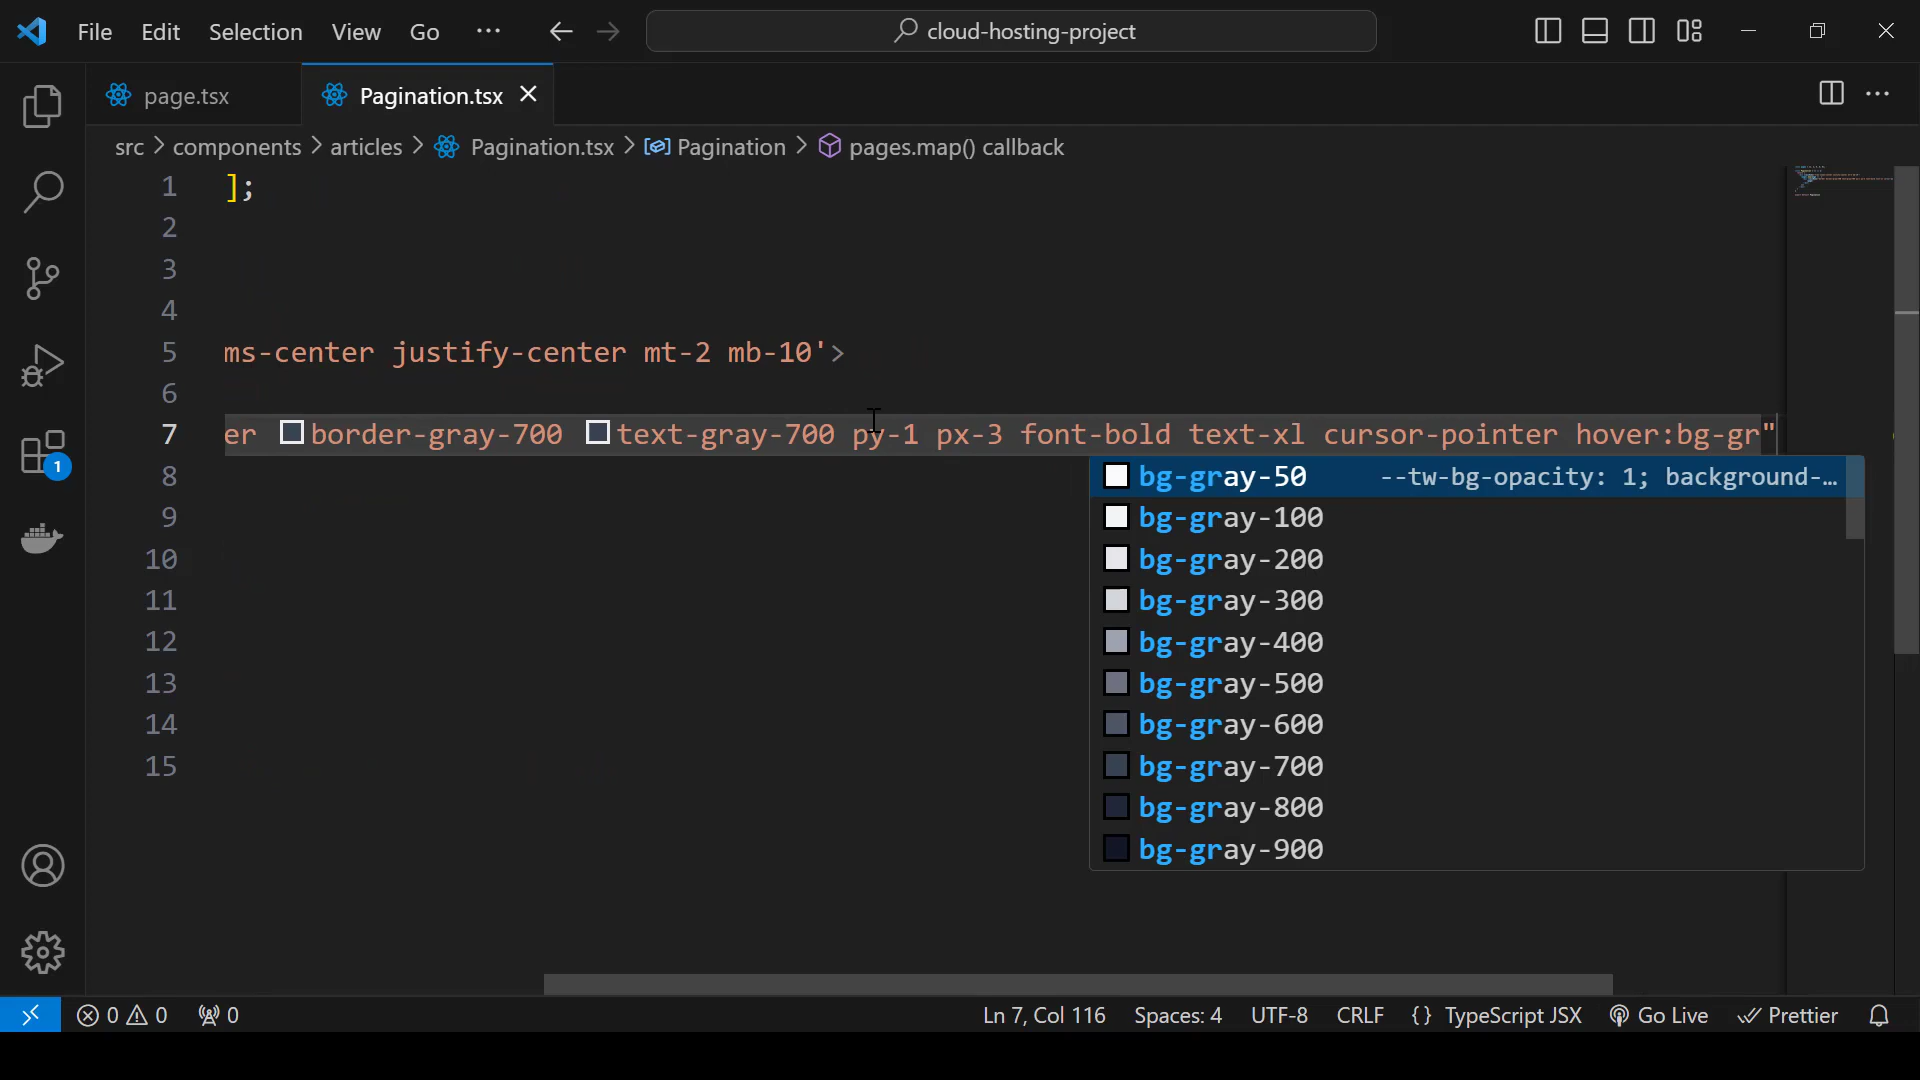 File Edit Selection View Go ··· cloud-hosting-project
page.tsx Pagination.tsx
src > components > articles > Pagination.tsx > Pagination > pages.map() callback
1 ];
2
3
4
5 ms-center justify-center mt-2 mb-10'>
6
7 er border-gray-700 text-gray-700 py-1 px-3 font-bold text-xl cursor-pointer hover:bg-gr"
8 bg-gray-50 --tw-bg-opacity: 1; background-…
9 bg-gray-100
10 bg-gray-200
11 bg-gray-300
12 bg-gray-400
13 bg-gray-500
14 bg-gray-600
15 bg-gray-700
bg-gray-800
bg-gray-900
1
0 0 0 Ln 7, Col 116 Spaces: 4 UTF-8 CRLF {} TypeScript JSX Go Live Prettier